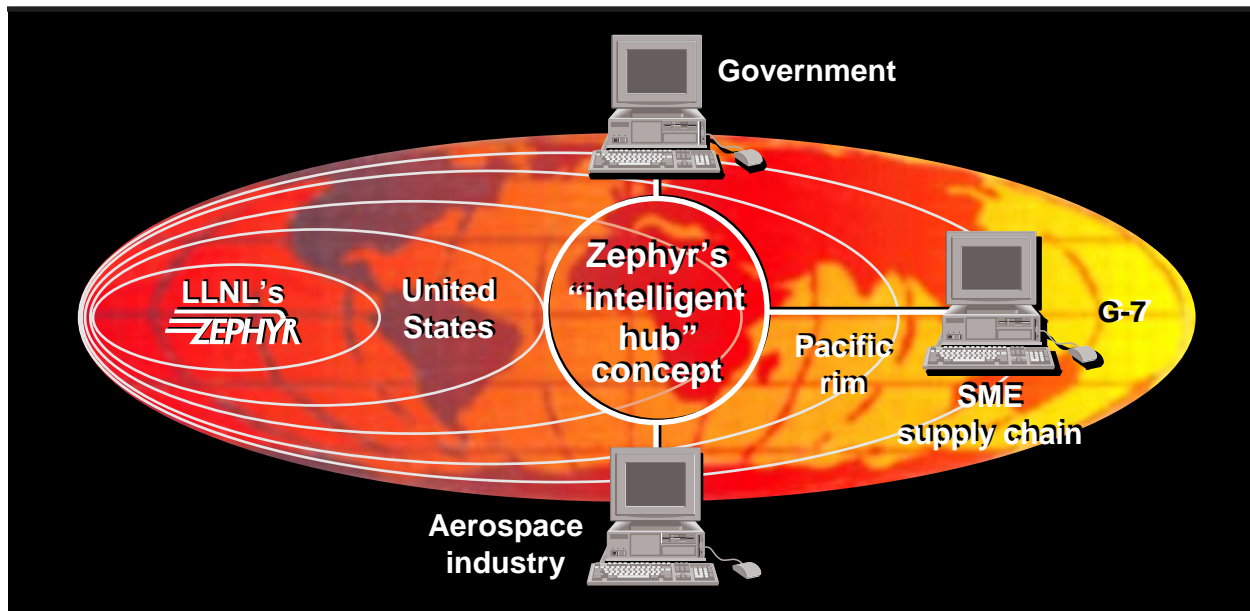 Government
LLNL's
ZEPHYR
United
States
Zephyr's
“intelligent
hub”
concept
Pacific
rim
G-7
SME
supply chain
Aerospace
industry